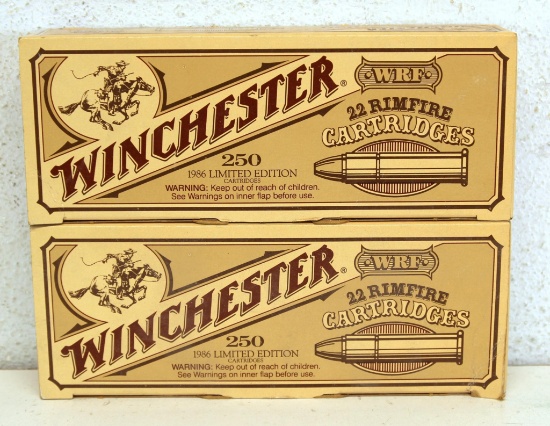 WINCHESTER®
WRF
22 RIMFIRE
CARTRIDGES
250
1986 LIMITED EDITION
CARTRIDGES
WARNING: Keep out of reach of children.
See Warnings on inner flap before use.
WINCHESTER®
WRF
22 RIMFIRE
CARTRIDGES
250
1986 LIMITED EDITION
CARTRIDGES
WARNING: Keep out of reach of children.
See Warnings on inner flap before use.